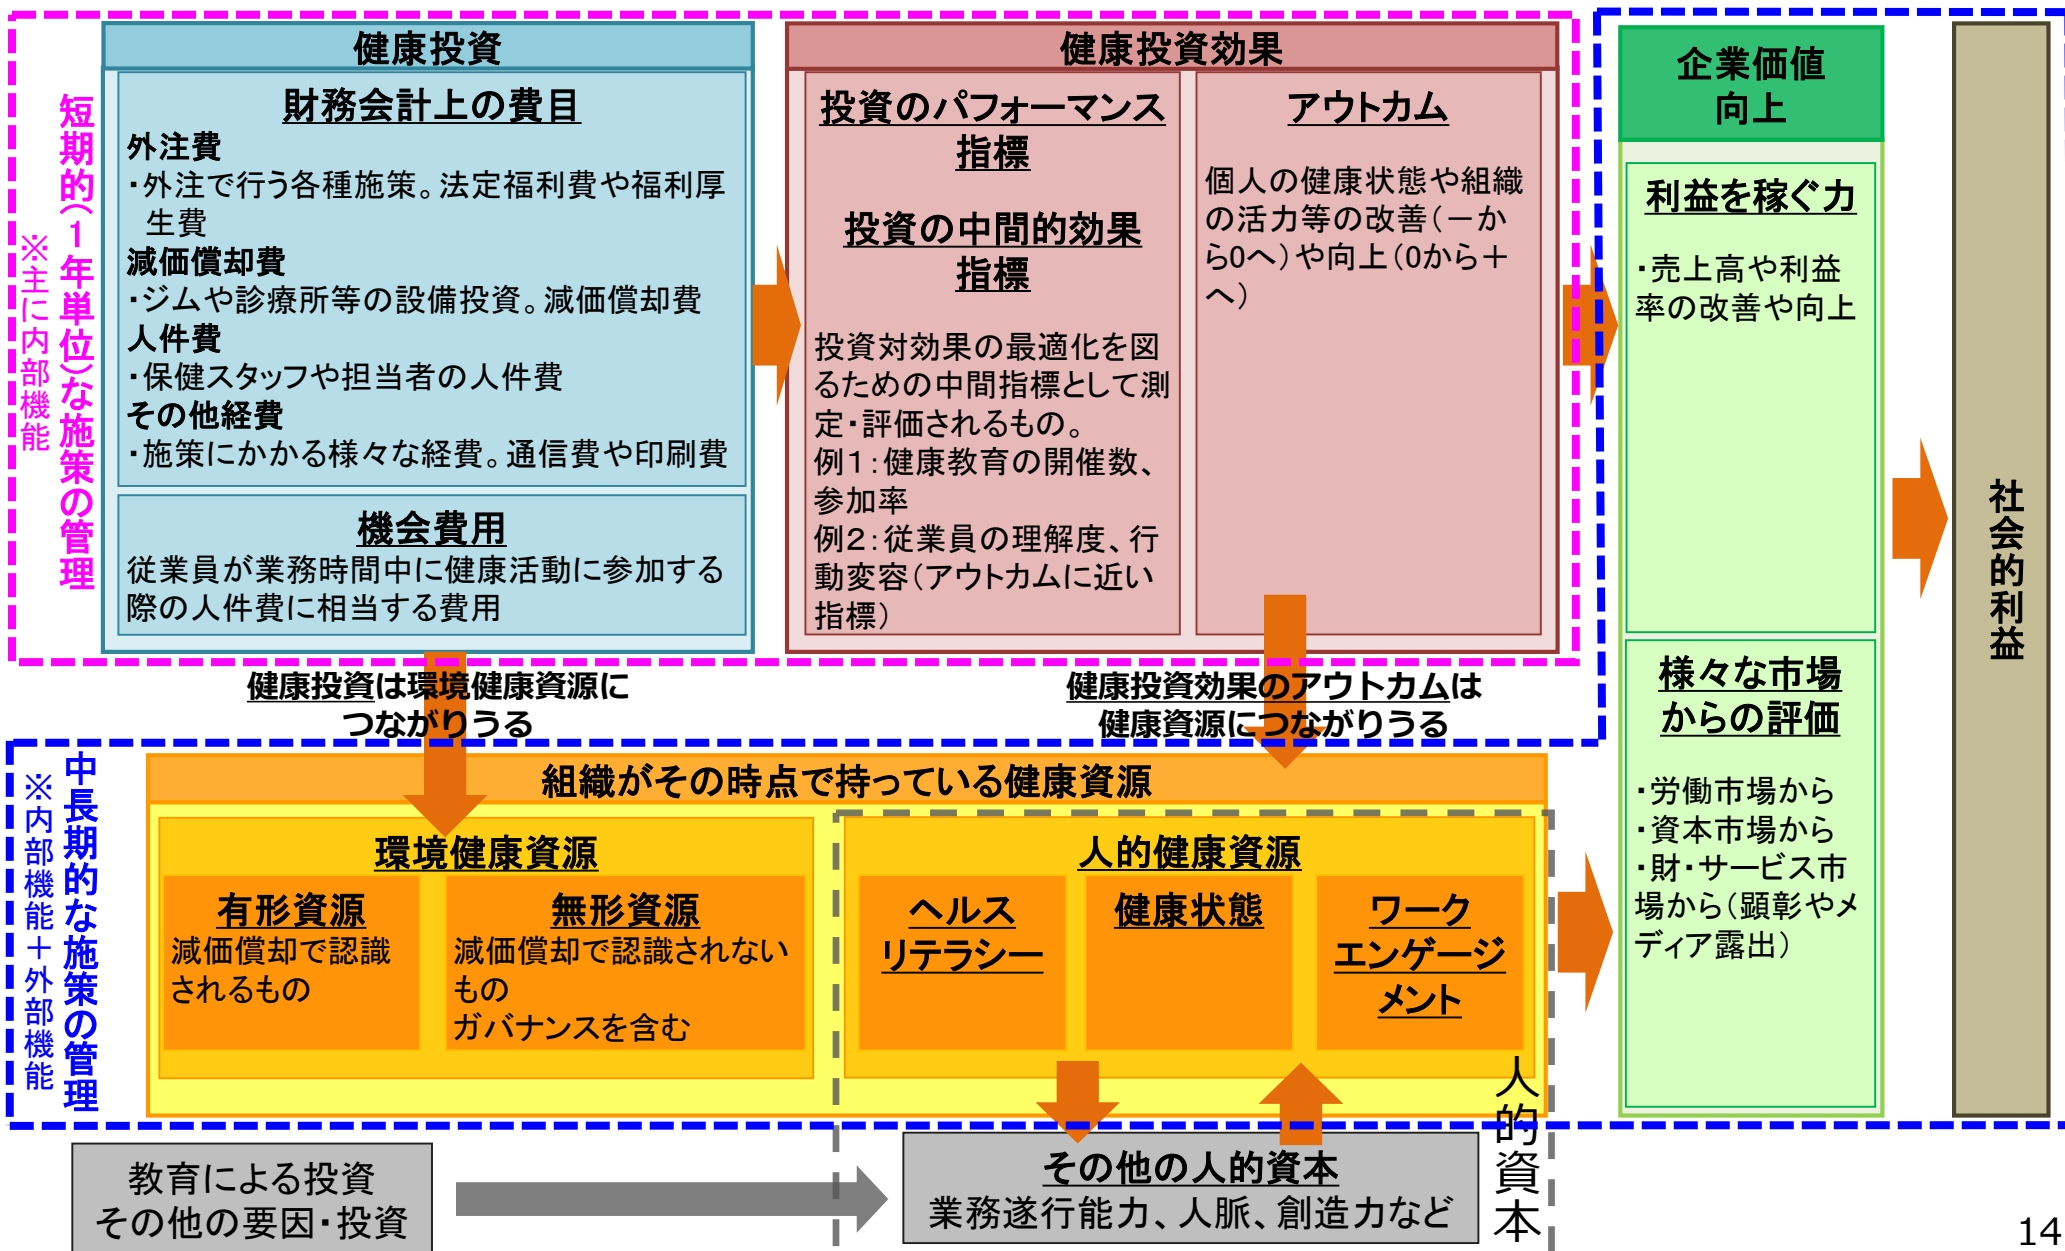 短期的(1年単位)な施策の管理
※主に内部機能
健康投資
財務会計上の費目
外注費
・外注で行う各種施策。法定福利費や福利厚
生費
減価償却費
・ジムや診療所等の設備投資。減価償却費
人件費
・保健スタッフや担当者の人件費
その他経費
・施策にかかる様々な経費。通信費や印刷費
機会費用
従業員が業務時間中に健康活動に参加する
際の人件費に相当する費用
健康投資効果
投資のパフォーマンス
指標
投資の中間的効果
指標
投資対効果の最適化を図
るための中間指標として測
定・評価されるもの。
例1:健康教育の開催数、
参加率
例2:従業員の理解度、行
動変容(アウトカムに近い
指標)
アウトカム
個人の健康状態や組織
の活力等の改善(-か
ら0へ)や向上(0から+
へ)
健康投資は環境健康資源に
つながりうる
健康投資効果のアウトカムは
健康資源につながりうる
中長期的な施策の管理
※内部機能+外部機能
組織がその時点で持っている健康資源
環境健康資源
有形資源
減価償却で認識
されるもの
無形資源
減価償却で認識されない
もの
ガバナンスを含む
人的健康資源
ヘルス
リテラシー
健康状態
ワーク
エンゲージ
メント
人的資本
教育による投資
その他の要因・投資
その他の人的資本
業務遂行能力、人脈、創造力など
企業価値
向上
利益を稼ぐ力
・売上高や利益
率の改善や向上
様々な市場
からの評価
・労働市場から
・資本市場から
・財・サービス市
場から(顕彰やメ
ディア露出)
社会的利益
14